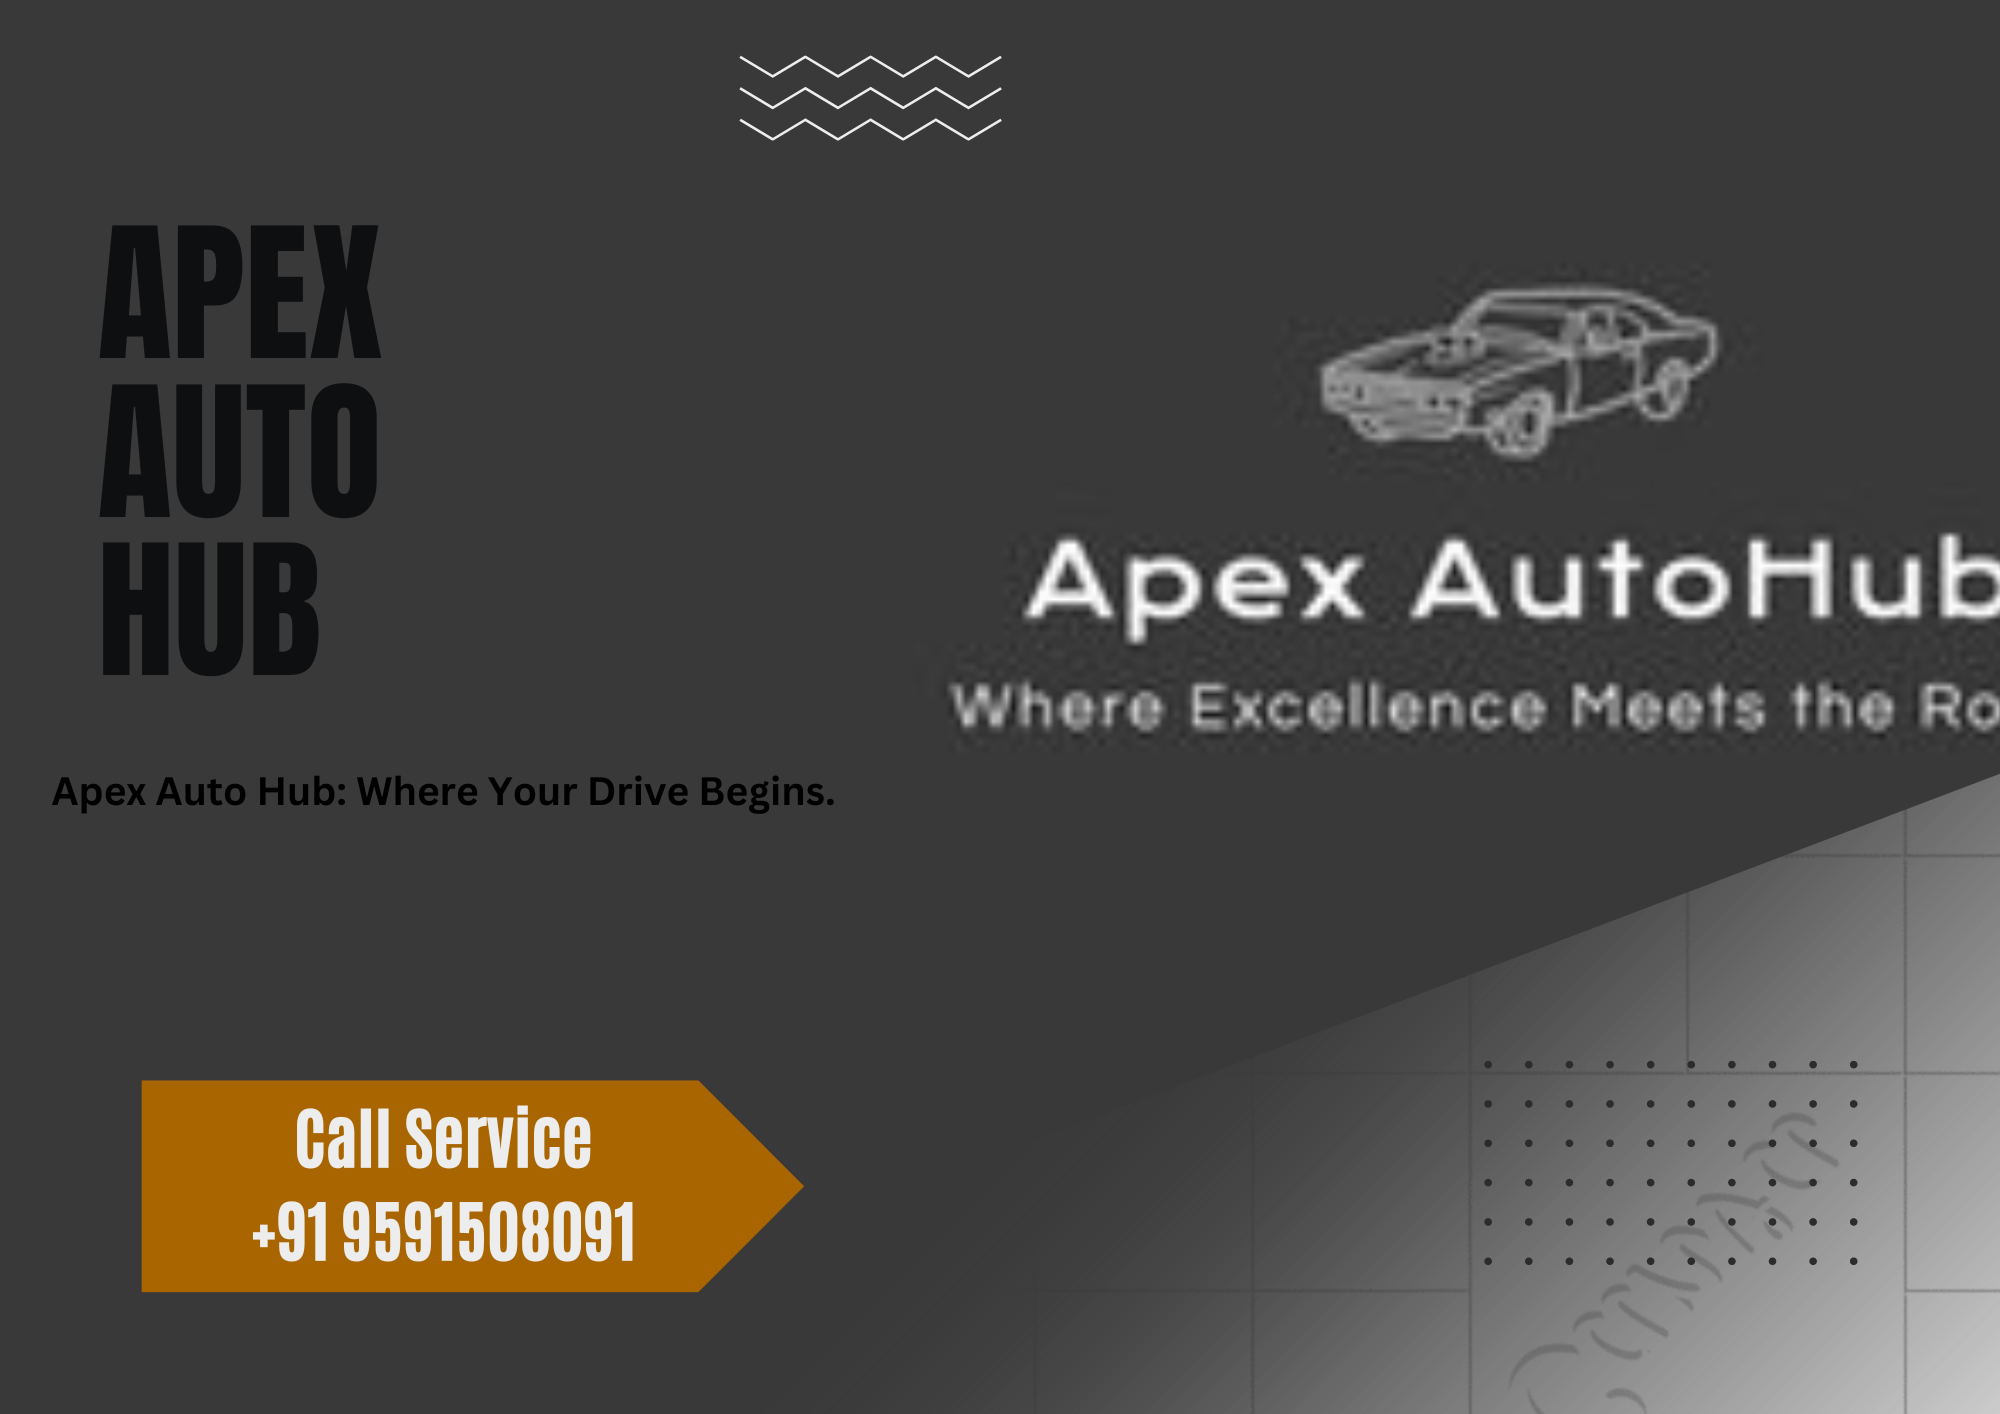 APEX
AUTO
HUB
Apex AutoHub
Where Excellence Meets the Ro
Apex Auto Hub: Where Your Drive Begins.
Call Service
+91 9591508091